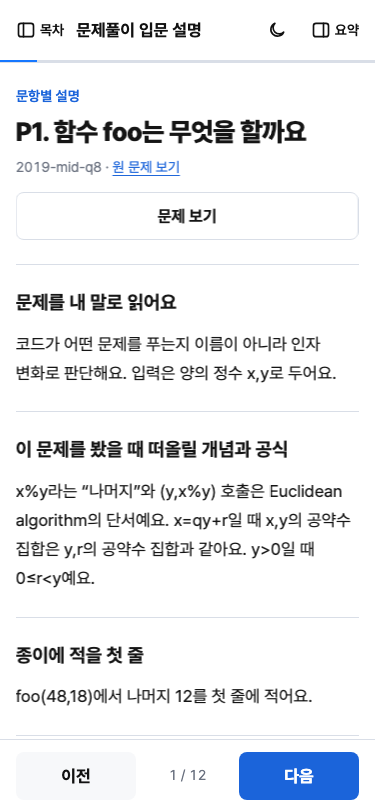 목차 문제풀이 입문 설명 요약
문항별 설명
P1. 함수 foo는 무엇을 할까요
2019-mid-q8 · 원 문제 보기
문제 보기
문제를 내 말로 읽어요
코드가 어떤 문제를 푸는지 이름이 아니라 인자
변화로 판단해요. 입력은 양의 정수 x,y로 두어요.
이 문제를 봤을 때 떠올릴 개념과 공식
x%y라는 “나머지”와 (y,x%y) 호출은 Euclidean
algorithm의 단서예요. x=qy+r일 때 x,y의 공약수
집합은 y,r의 공약수 집합과 같아요. y>0일 때
0≤r<y예요.
종이에 적을 첫 줄
foo(48,18)에서 나머지 12를 첫 줄에 적어요.
이전 1 / 12 다음